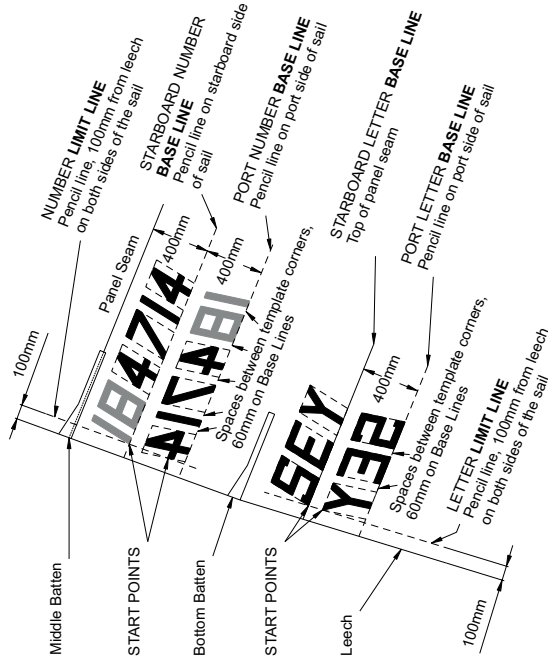 100mm
NUMBER LIMIT LINE
Pencil line, 100mm from leech
on both sides of the sail
Middle Batten
Panel Seam
184714
400mm
STARBOARD NUMBER
BASE LINE
Pencil line on starboard side
of sail
START POINTS
417481
400mm
PORT NUMBER BASE LINE
Pencil line on port side of sail
Spaces between template corners,
60mm on Base Lines
Bottom Batten
SEY
STARBOARD LETTER BASE LINE
Top of panel seam
START POINTS
Y32
400mm
PORT LETTER BASE LINE
Pencil line on port side of sail
Spaces between template corners,
60mm on Base Lines
Leech
LETTER LIMIT LINE
Pencil line, 100mm from leech
on both sides of the sail
100mm